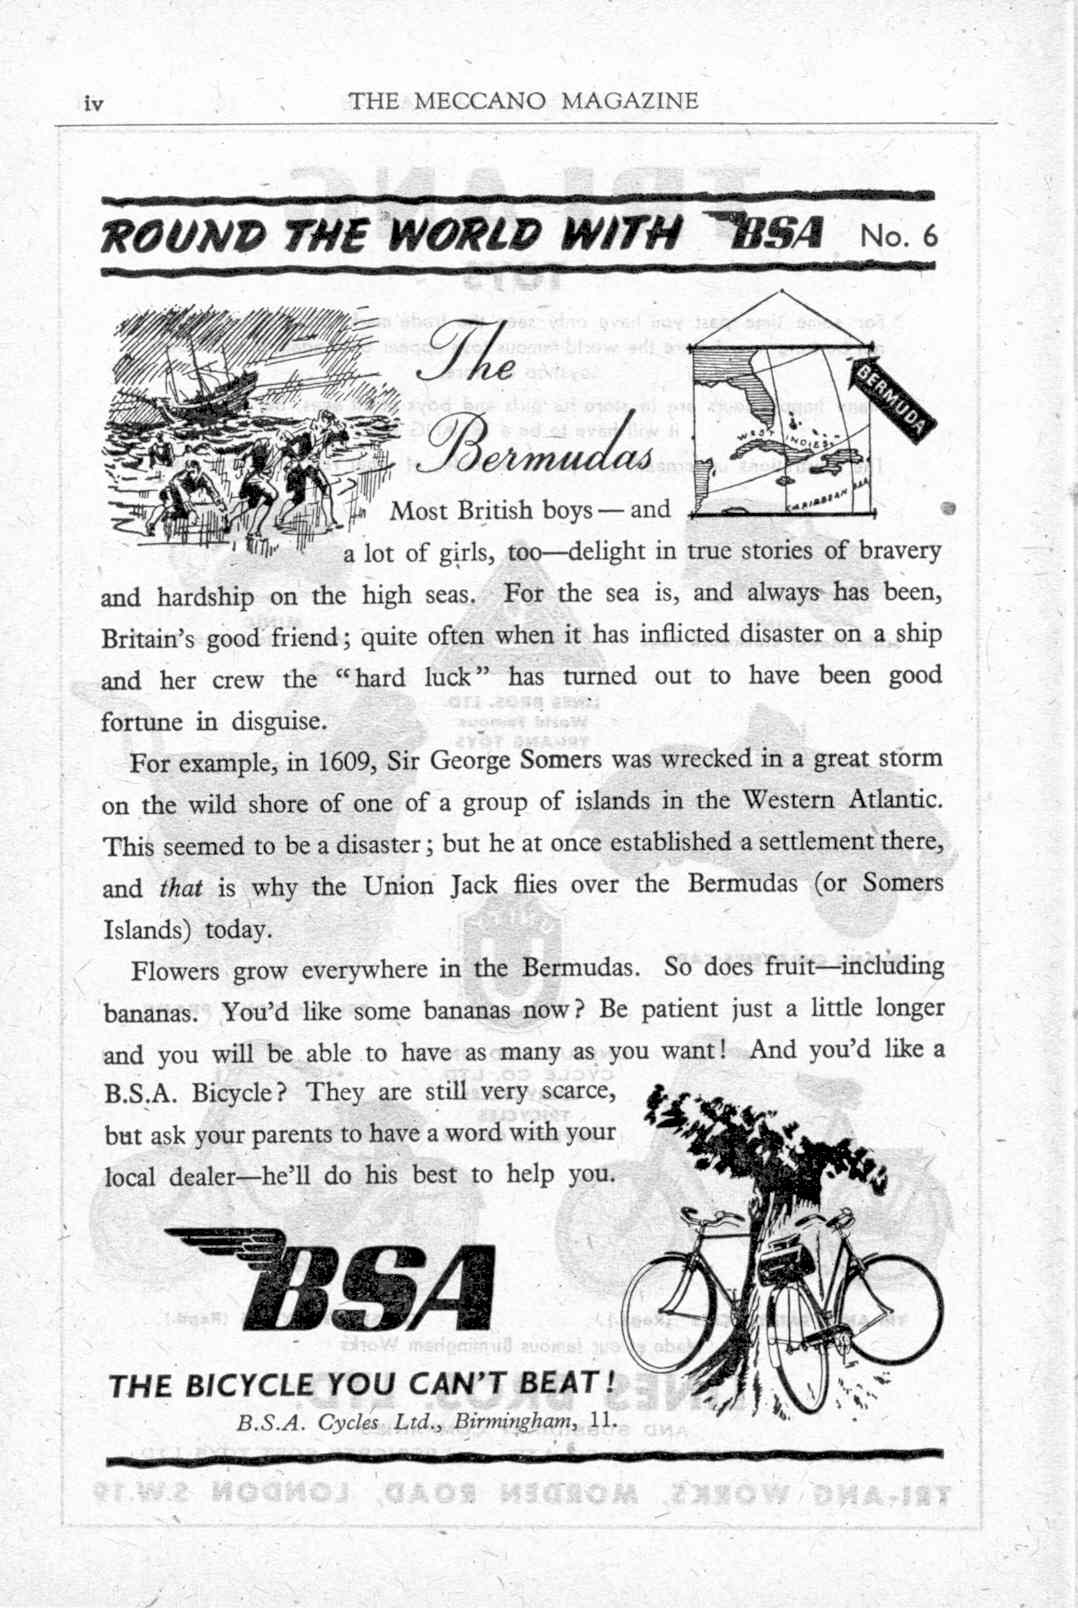 iv
THE MECCANO MAGAZINE
ROUND THE WORLD WITH BSA No. 6
The
Bermudas
BERMUDA
WEST INDIES
CARIBBEAN SEA
Most British boys — and
a lot of girls, too—delight in true stories of bravery
and hardship on the high seas. For the sea is, and always has been,
Britain's good friend; quite often when it has inflicted disaster on a ship
and her crew the “hard luck” has turned out to have been good
fortune in disguise.
For example, in 1609, Sir George Somers was wrecked in a great storm
on the wild shore of one of a group of islands in the Western Atlantic.
This seemed to be a disaster; but he at once established a settlement there,
and that is why the Union Jack flies over the Bermudas (or Somers
Islands) today.
Flowers grow everywhere in the Bermudas. So does fruit—including
bananas. You'd like some bananas now? Be patient just a little longer
and you will be able to have as many as you want! And you'd like a
B.S.A. Bicycle? They are still very scarce,
but ask your parents to have a word with your
local dealer—he'll do his best to help you.
BSA
THE BICYCLE YOU CAN'T BEAT!
B.S.A. Cycles Ltd., Birmingham, 11.